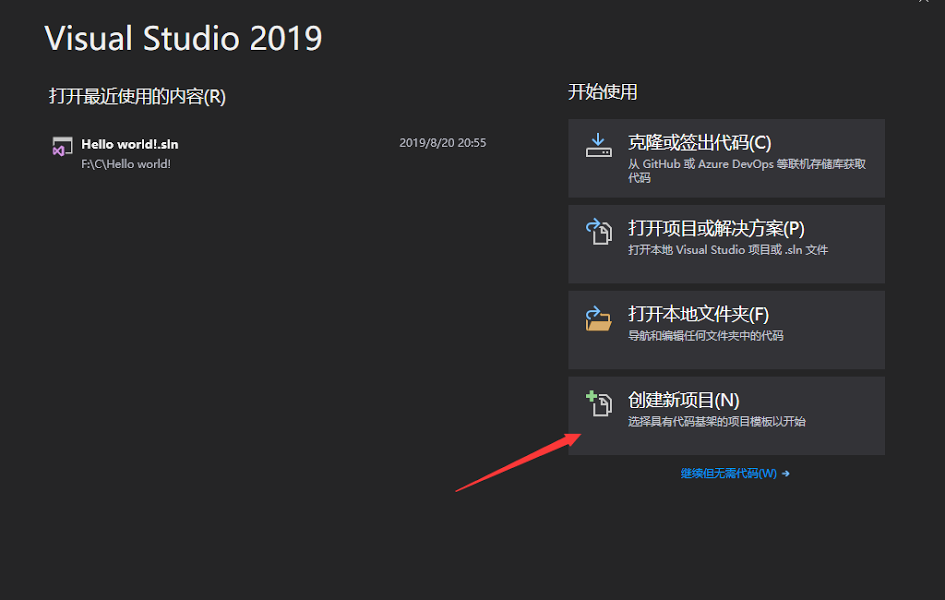 Visual Studio 2019
打开最近使用的内容(R)
Hello world!.sln
2019/8/20 20:55
F:\C\Hello world!
开始使用
克隆或签出代码(C)
从 GitHub 或 Azure DevOps 等联机存储库获取
代码
打开项目或解决方案(P)
打开本地 Visual Studio 项目或 .sln 文件
打开本地文件夹(F)
导航和编辑任何文件夹中的代码
创建新项目(N)
选择具有代码基架的项目模板以开始
继续但无需代码(W) →